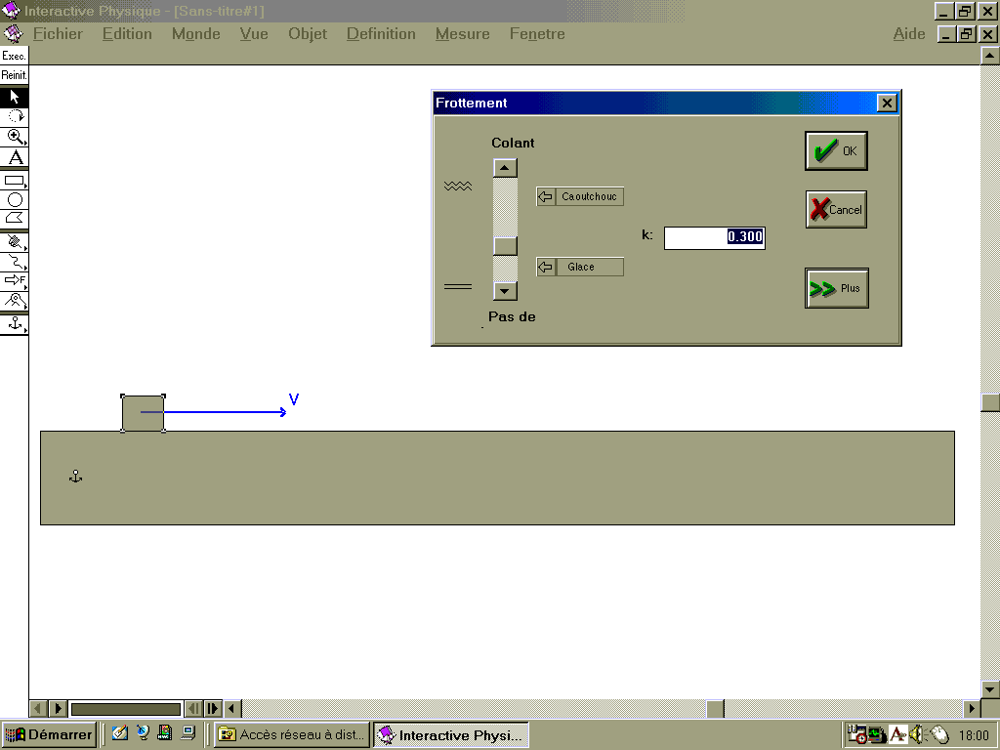 Interactive Physique - [Sans-titre#1]
Fichier Edition Monde Vue Objet Definition Mesure Fenetre Aide
Exec.
Reinit.
A
F
Frottement
Colant
Caoutchouc
Glace
Pas de
k: 0.300
OK
Cancel
Plus
V
Démarrer Accès réseau à dist... Interactive Physi... 18:00